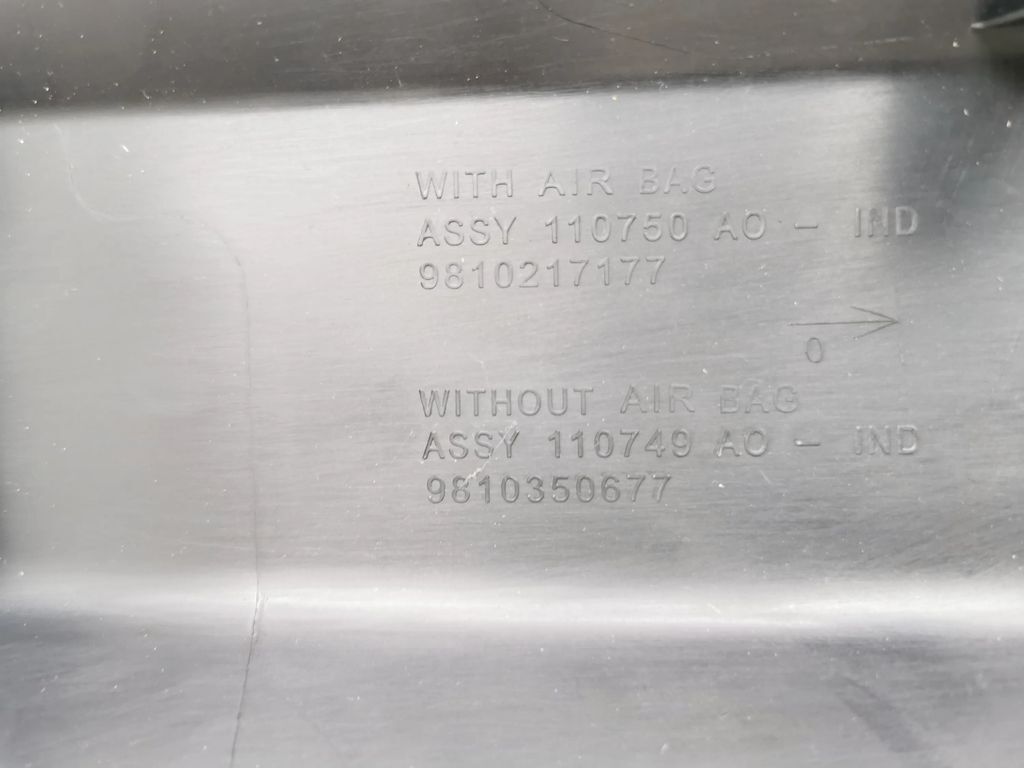 WITH AIR BAG
ASSY 110750 AO - IND
9810217177
0
WITHOUT AIR BAG
ASSY 110749 AO - IND
9810350677